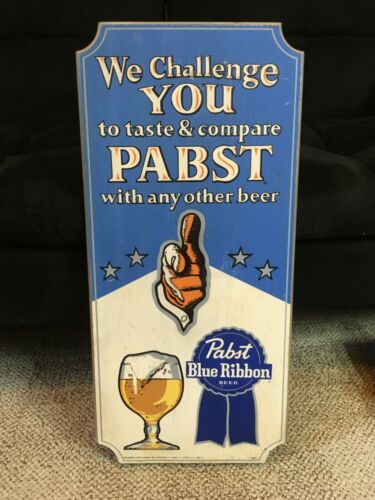 We Challenge
YOU
to taste & compare
PABST
with any other beer
Pabst
Blue Ribbon
BEER